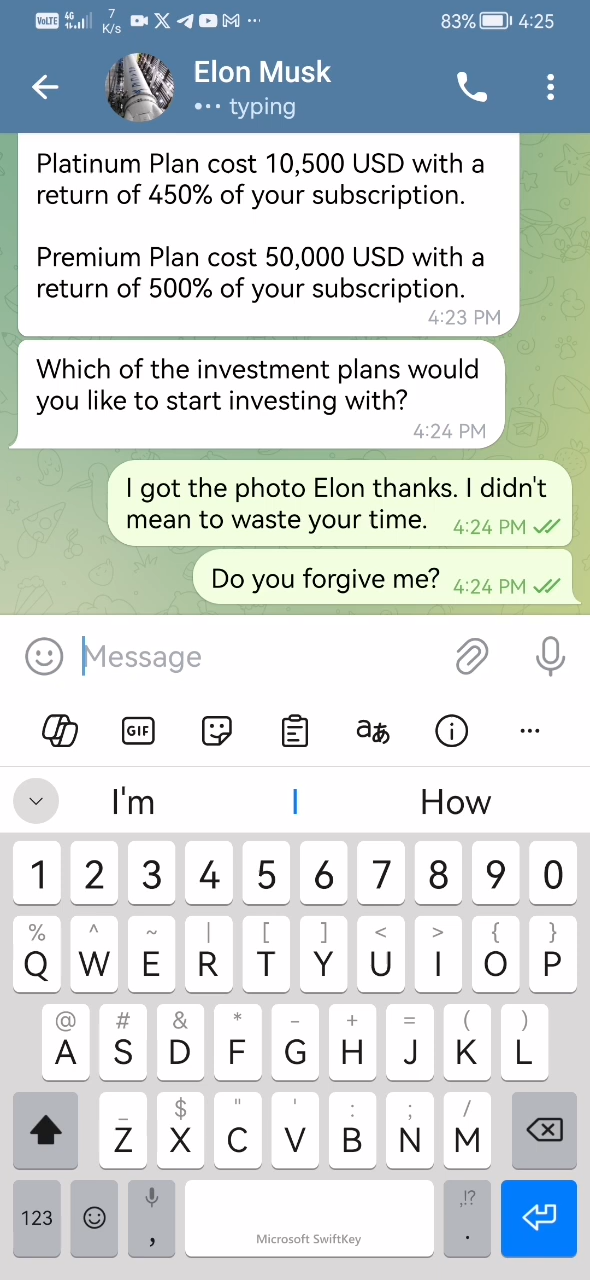 VoLTE 4G 7 K/s 83% 4:25
Elon Musk
typing
Platinum Plan cost 10,500 USD with a
return of 450% of your subscription.
Premium Plan cost 50,000 USD with a
return of 500% of your subscription.
4:23 PM
Which of the investment plans would
you like to start investing with?
4:24 PM
I got the photo Elon thanks. I didn't
mean to waste your time. 4:24 PM
Do you forgive me? 4:24 PM
Message
GIF aあ
I'm I How
1 2 3 4 5 6 7 8 9 0
% ^ ~ | [ ] < > { }
Q W E R T Y U I O P
@ # & * - + = ( )
A S D F G H J K L
_ $ " ' : ; /
Z X C V B N M
,!?
123 , Microsoft SwiftKey .